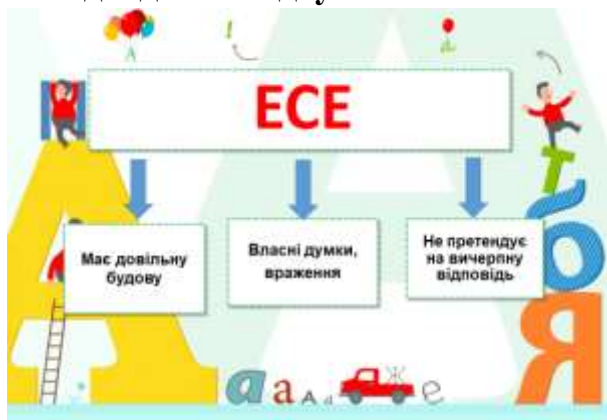 ЕСЕ
Має довільну
будову
Власні думки,
враження
Не претендує
на вичерпну
відповідь